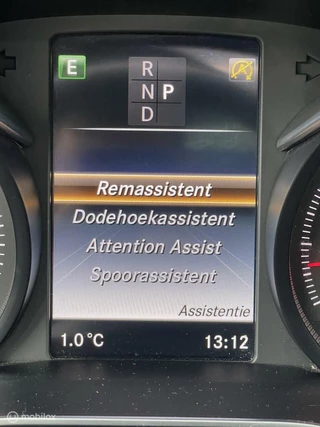 E
R
N P
D
Remassistent
Dodehoekassistent
Attention Assist
Spoorassistent
Assistentie
1.0 °C 13:12
© mobilox